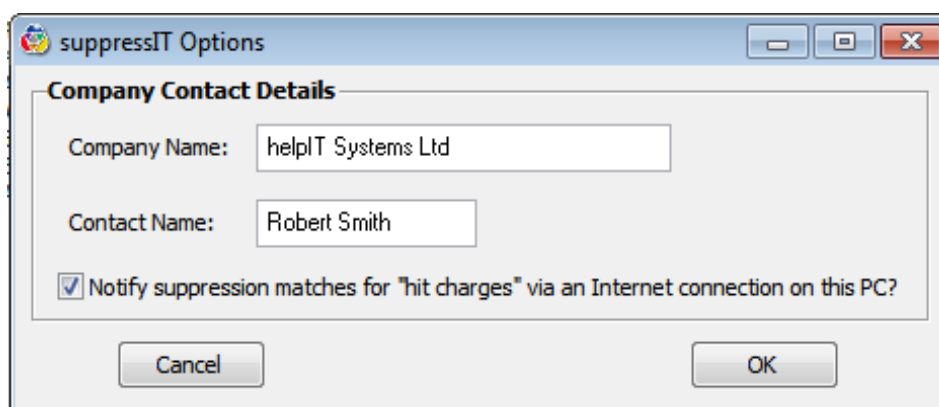 suppressIT Options
Company Contact Details
Company Name: helpIT Systems Ltd
Contact Name: Robert Smith
Notify suppression matches for "hit charges" via an Internet connection on this PC?
Cancel OK